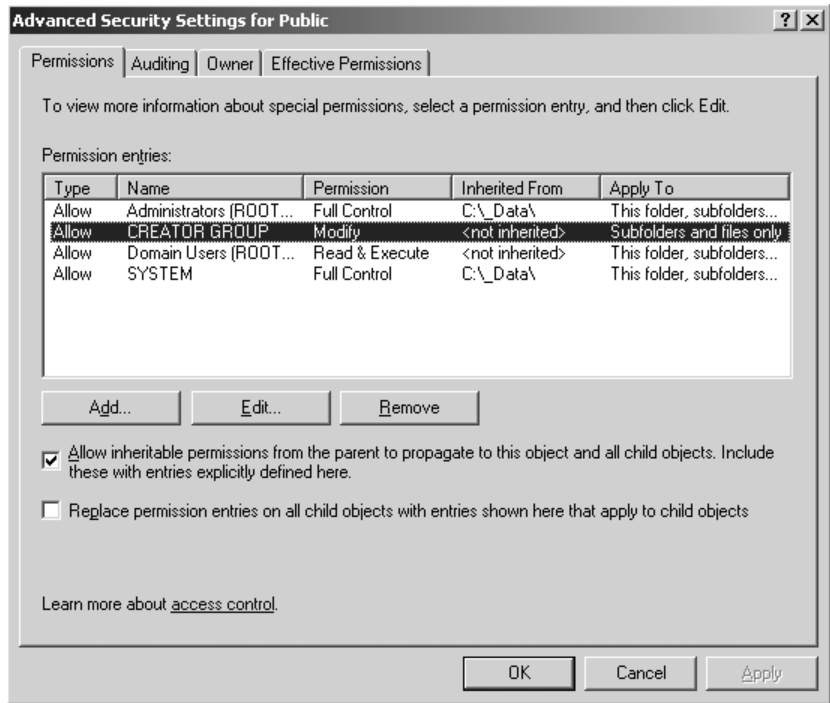 Advanced Security Settings for Public
Permissions Auditing Owner Effective Permissions
To view more information about special permissions, select a permission entry, and then click Edit.
Permission entries:
Type Name Permission Inherited From Apply To
Allow Administrators (ROOT... Full Control C:\_Data\ This folder, subfolders...
Allow CREATOR GROUP Modify <not inherited> Subfolders and files only
Allow Domain Users (ROOT... Read & Execute <not inherited> This folder, subfolders...
Allow SYSTEM Full Control C:\_Data\ This folder, subfolders...
Add... Edit... Remove
Allow inheritable permissions from the parent to propagate to this object and all child objects. Include
these with entries explicitly defined here.
Replace permission entries on all child objects with entries shown here that apply to child objects
Learn more about access control.
OK Cancel Apply